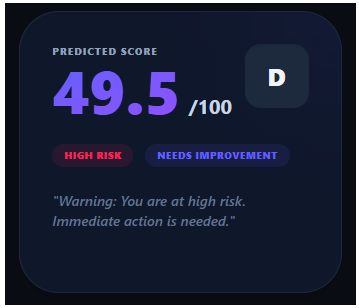 PREDICTED SCORE
49.5 /100
D
HIGH RISK
NEEDS IMPROVEMENT
"Warning: You are at high risk.
Immediate action is needed."